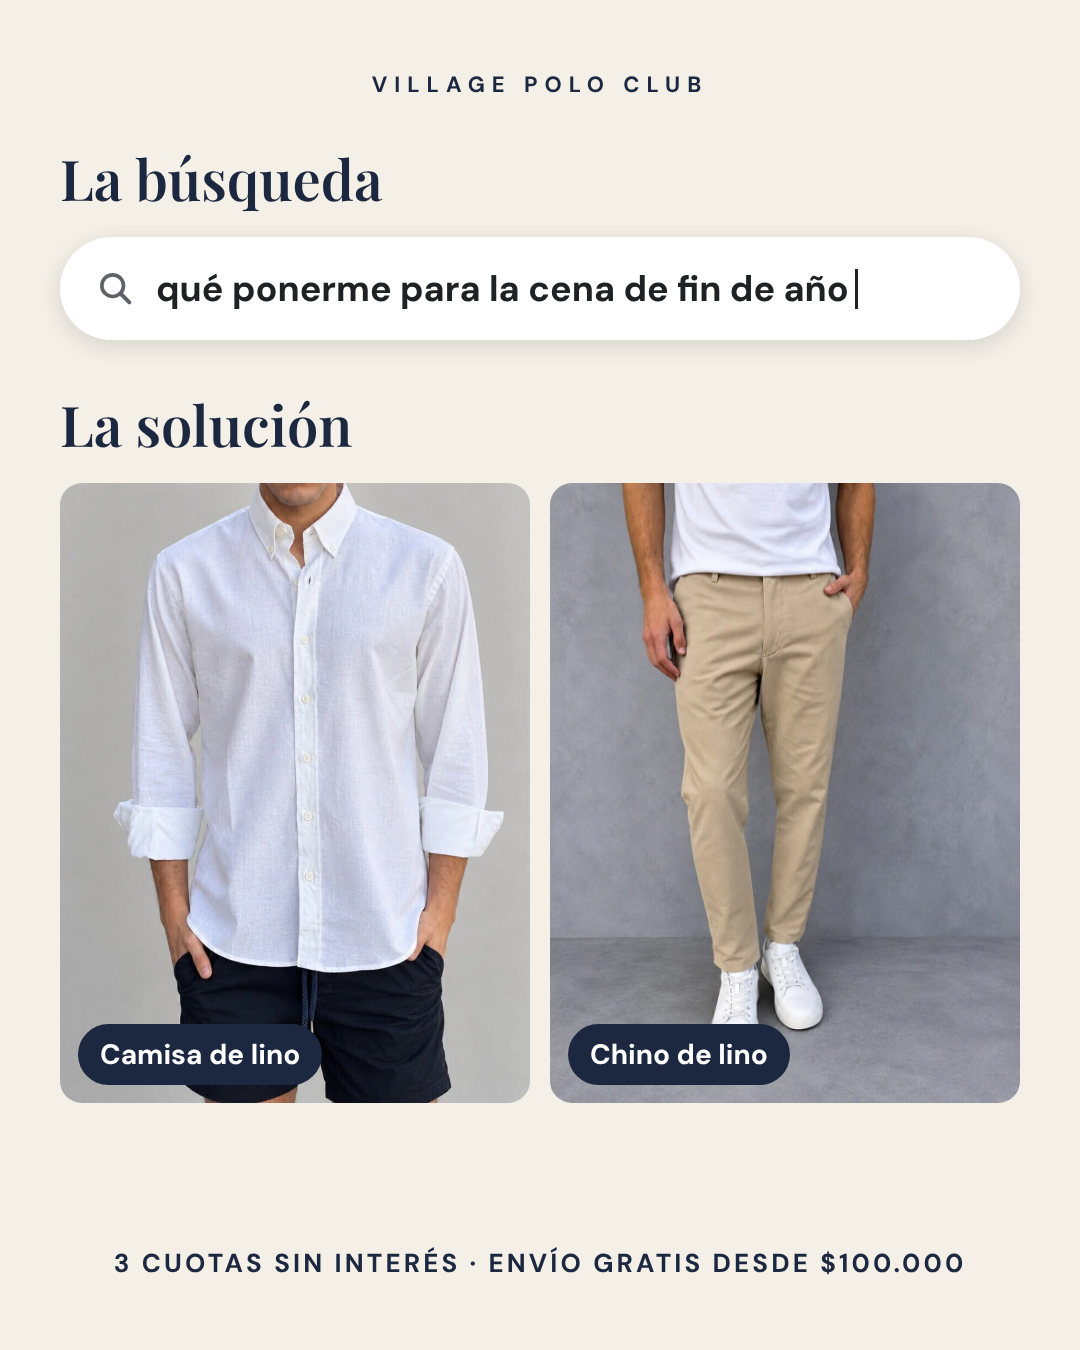 VILLAGE POLO CLUB
La búsqueda
qué ponerme para la cena de fin de año
La solución
Camisa de lino
Chino de lino
3 CUOTAS SIN INTERÉS · ENVÍO GRATIS DESDE $100.000